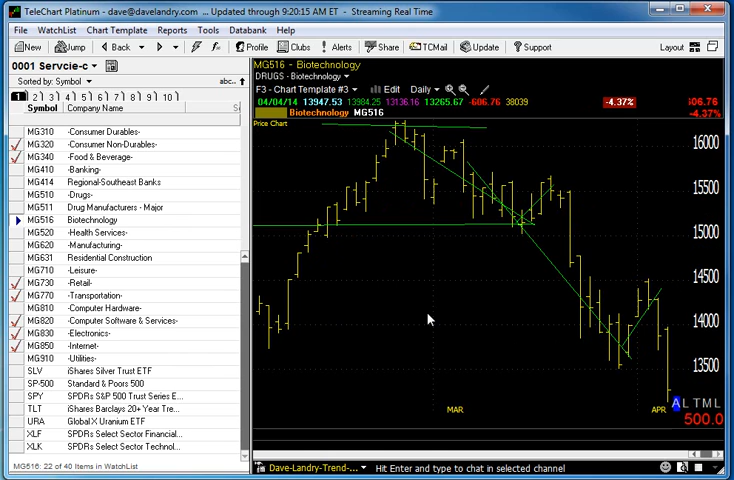 TeleChart Platinum - dave@davelandry.com ... Updated through 9:20:15 AM ET - Streaming Real Time
File WatchList Chart Template Reports Tools Databank Help
New Jump Back Forward Profile Clubs Alerts Share TCMail Update Support Layout
0001 Servcie-c
Sorted by: Symbol abc..
1 2 3 4 5 6 7 8 9 10
Symbol Company Name
MG310 -Consumer Durables-
MG320 -Consumer Non-Durables-
MG340 -Food & Beverage-
MG410 -Banking-
MG414 Regional-Southeast Banks
MG510 -Drugs-
MG511 Drug Manufacturers - Major
MG516 Biotechnology
MG520 -Health Services-
MG620 -Manufacturing-
MG631 Residential Construction
MG710 -Leisure-
MG730 -Retail-
MG770 -Transportation-
MG810 -Computer Hardware-
MG820 -Computer Software & Services-
MG830 -Electronics-
MG850 -Internet-
MG910 -Utilities-
SLV iShares Silver Trust ETF
SP-500 Standard & Poors 500
SPY SPDRs S&P 500 Trust Series E...
TLT iShares Barclays 20+ Year Tre...
URA Global X Uranium ETF
XLF SPDRs Select Sector Financial...
XLK SPDRs Select Sector Technol...
MG516: 22 of 40 Items in WatchList
MG516 - Biotechnology
DRUGS - Biotechnology
F3 - Chart Template #3 Edit Daily
04/04/14 13947.53 13984.25 13136.16 13265.67 -606.76 38039 -4.37%
-4.37%
Biotechnology MG516
Price Chart
16000
15500
15000
14500
14000
13500
MAR APR
A L T M L
500.0
Dave-Landry-Trend-... Hit Enter and to chat in selected channel